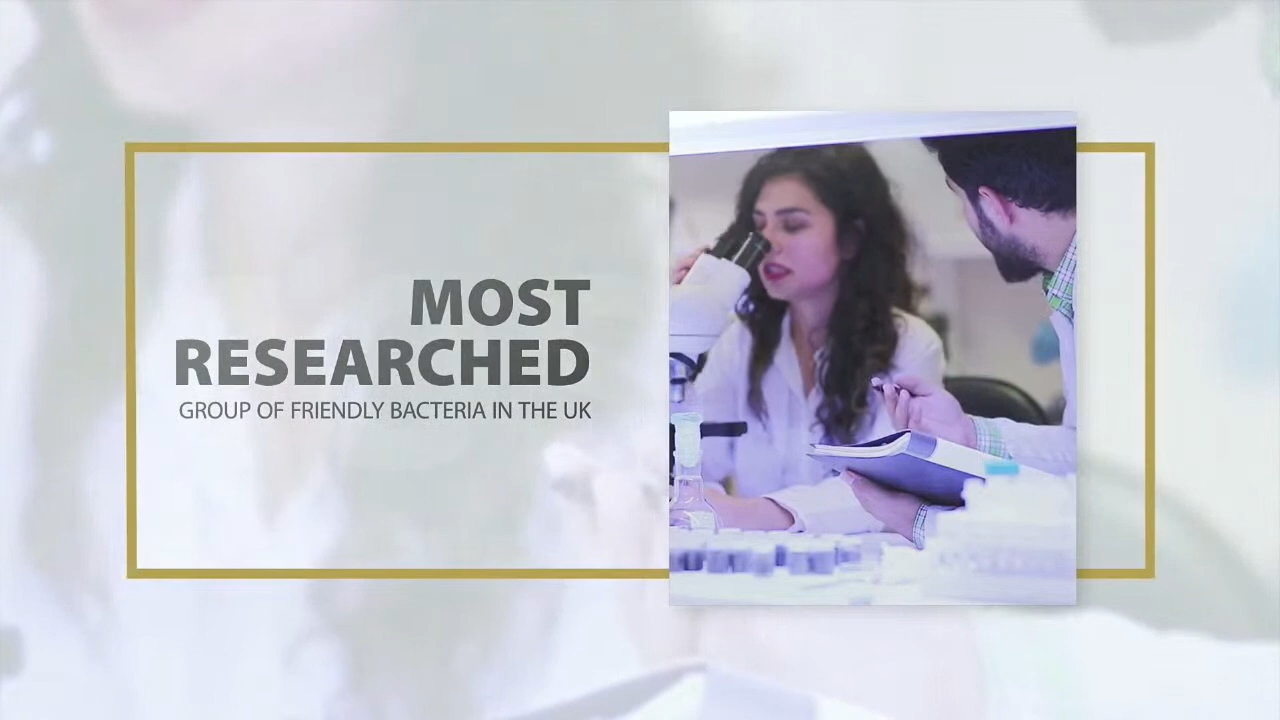 MOST
RESEARCHED
GROUP OF FRIENDLY BACTERIA IN THE UK